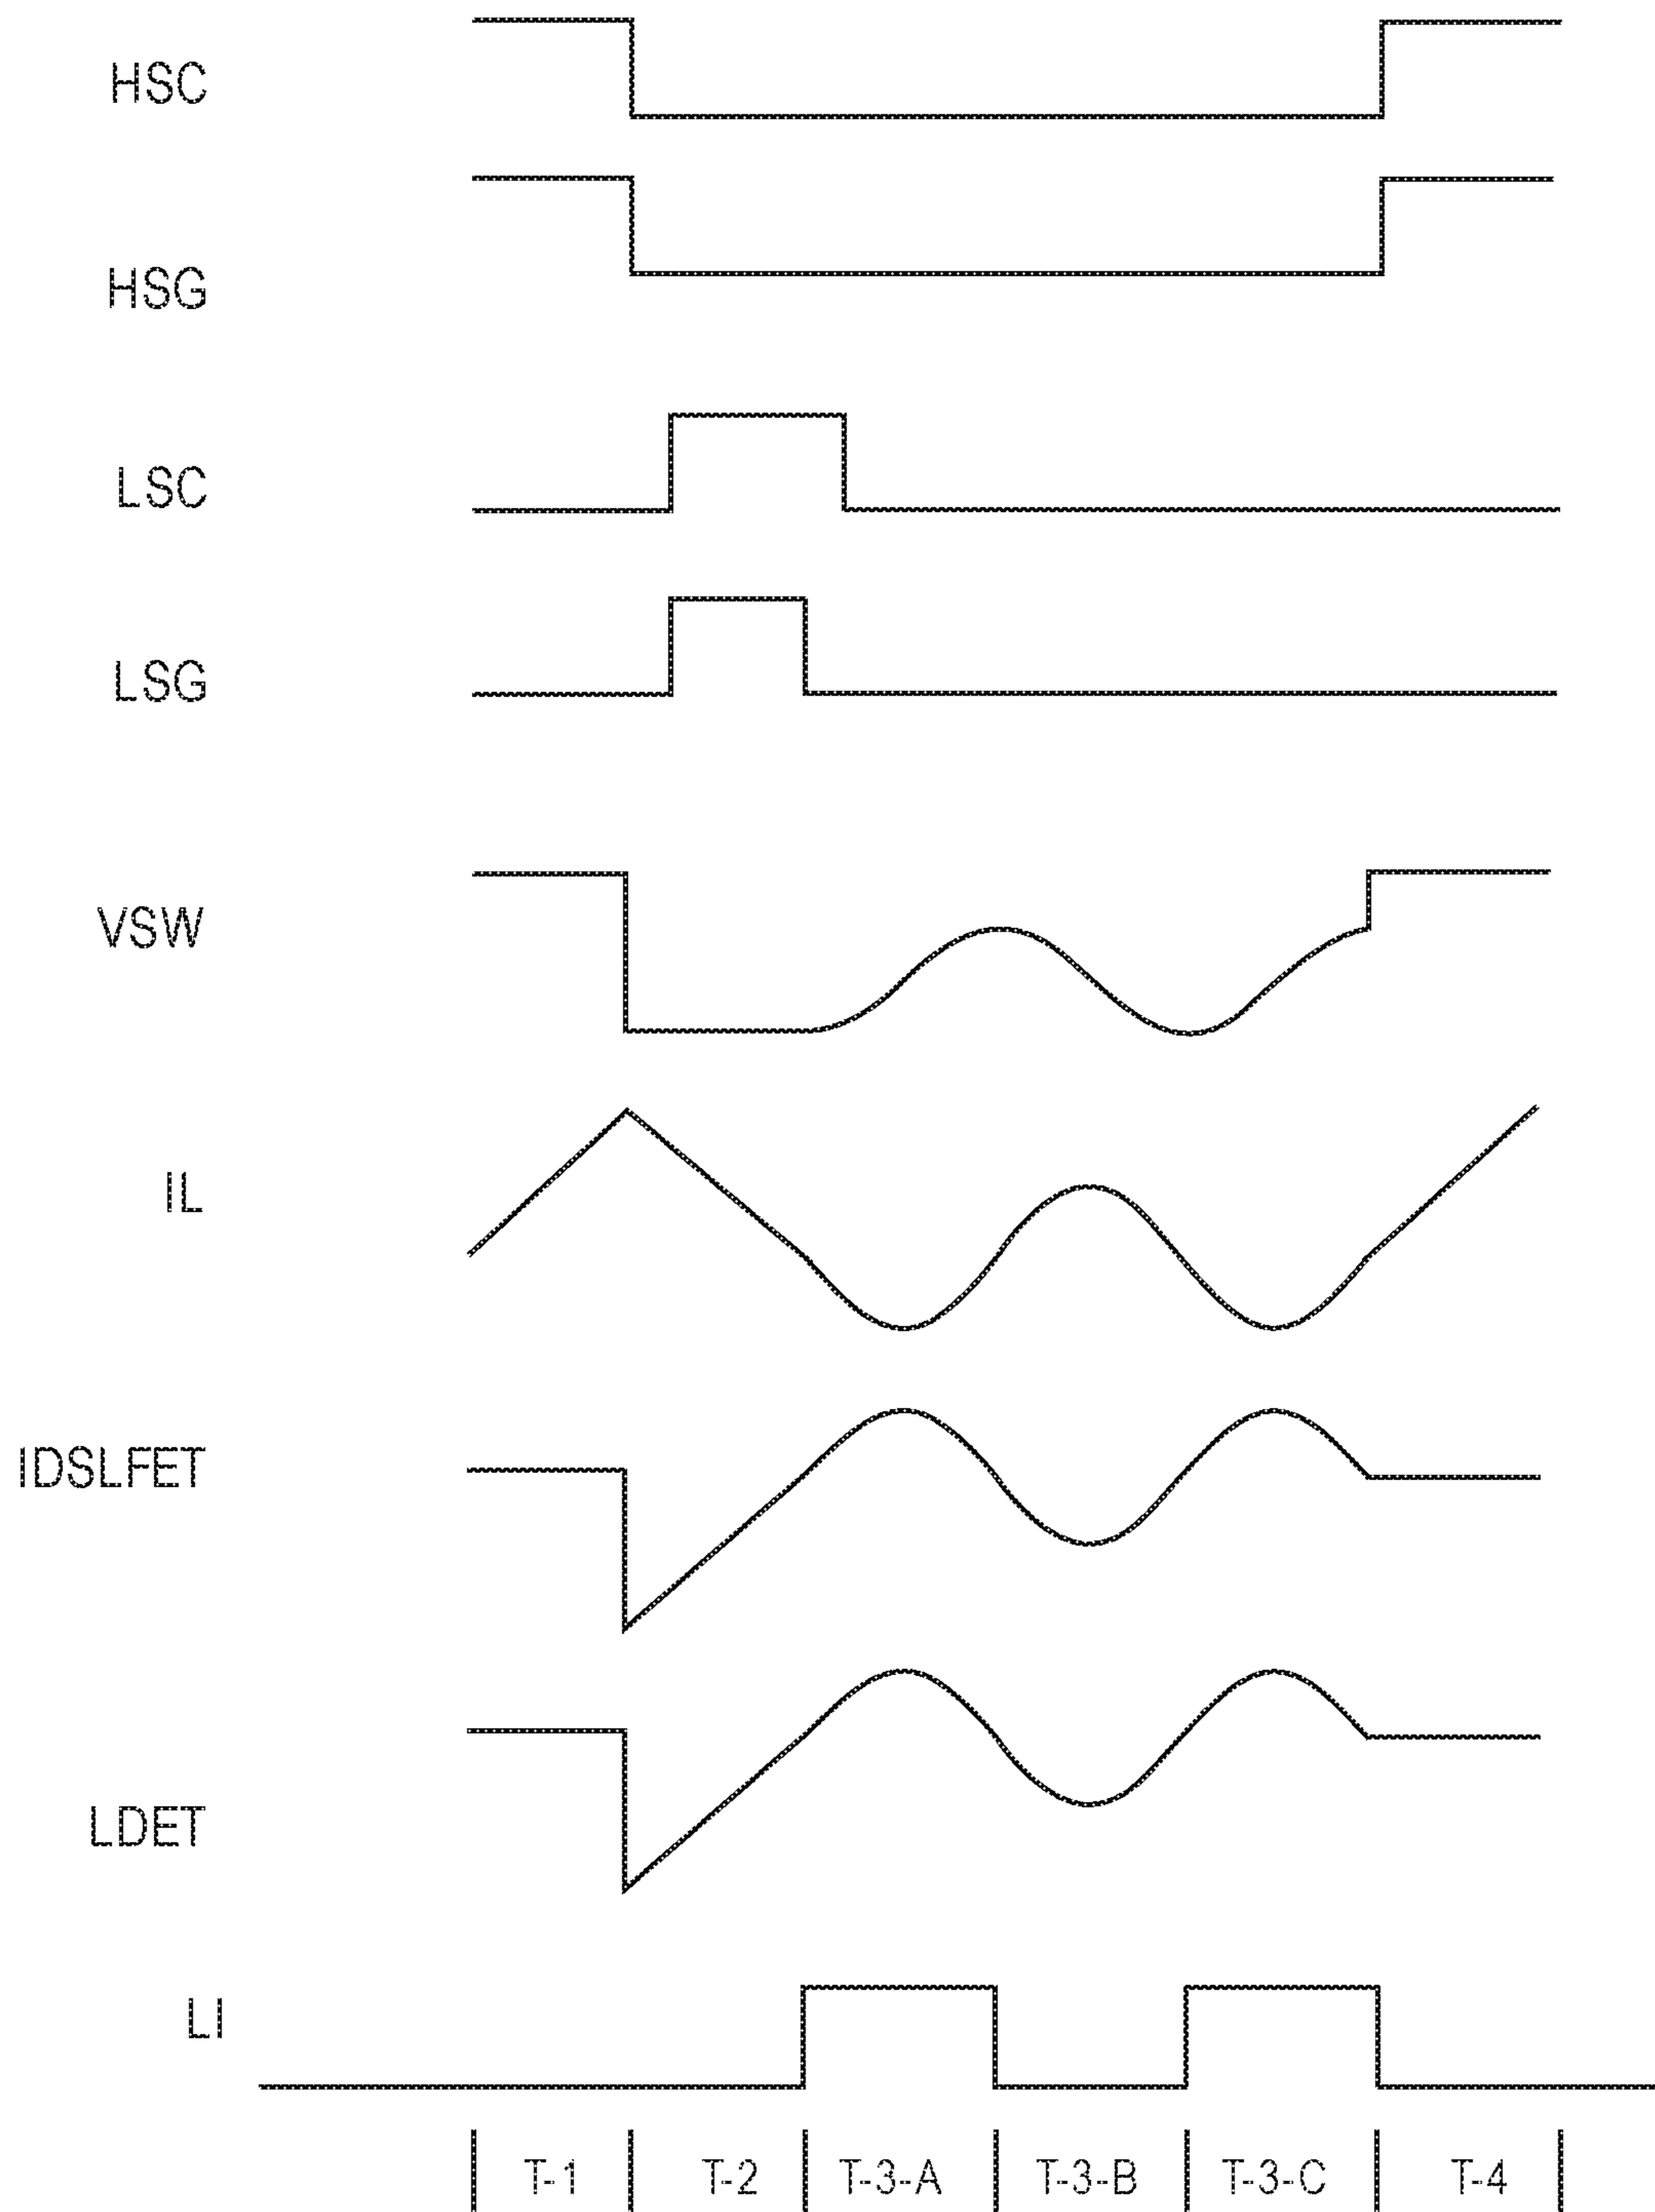 HSC
HSG
LSC
LSG
VSW
IL
IDSLFET
LDET
LI
T-1 T-2 T-3-A T-3-B T-3-C T-4